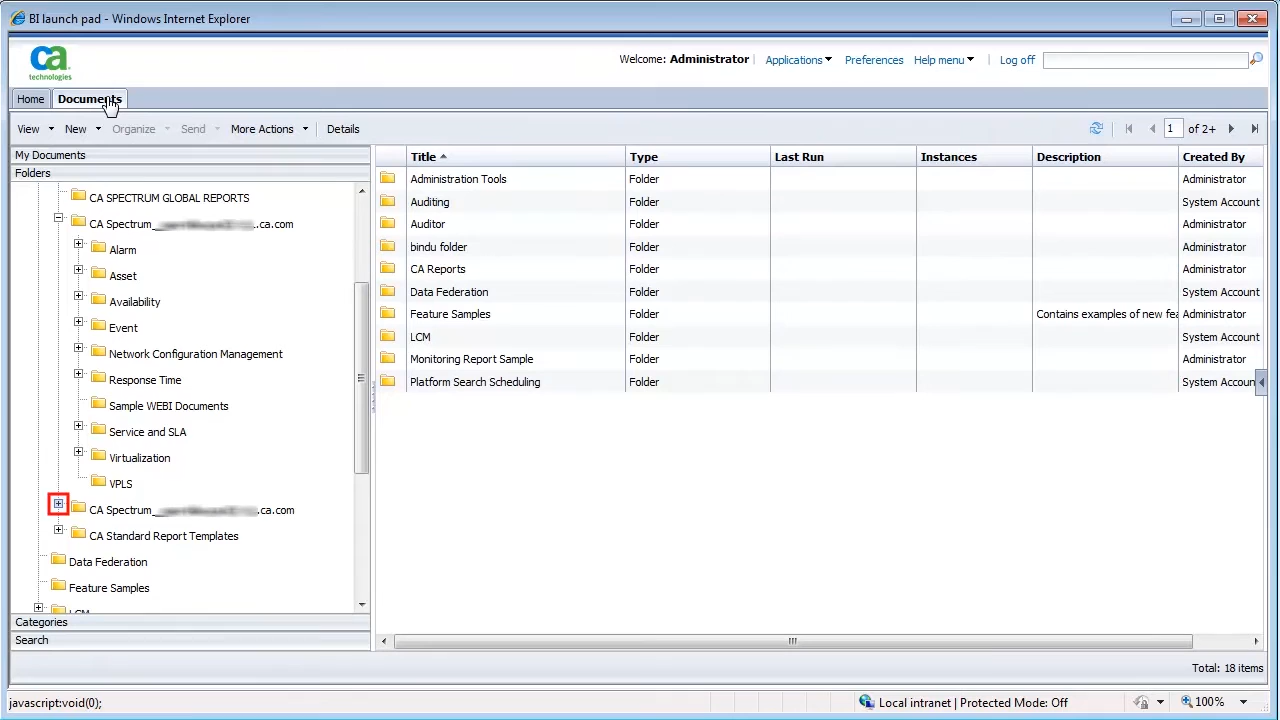 BI launch pad - Windows Internet Explorer
ca
technologies
Welcome: Administrator Applications Preferences Help menu | Log off
Home Documents
View New Organize Send More Actions Details 1 of 2+
My Documents
Folders
CA SPECTRUM GLOBAL REPORTS
CA Spectrum_ .ca.com
Alarm
Asset
Availability
Event
Network Configuration Management
Response Time
Sample WEBI Documents
Service and SLA
Virtualization
VPLS
CA Spectrum_ .ca.com
CA Standard Report Templates
Data Federation
Feature Samples
LCM
Categories
Search
Title Type Last Run Instances Description Created By
Administration Tools Folder Administrator
Auditing Folder System Account
Auditor Folder Administrator
bindu folder Folder Administrator
CA Reports Folder Administrator
Data Federation Folder System Account
Feature Samples Folder Contains examples of new fea Administrator
LCM Folder System Account
Monitoring Report Sample Folder Administrator
Platform Search Scheduling Folder System Accoun
Total: 18 items
javascript:void(0); Local intranet | Protected Mode: Off 100%